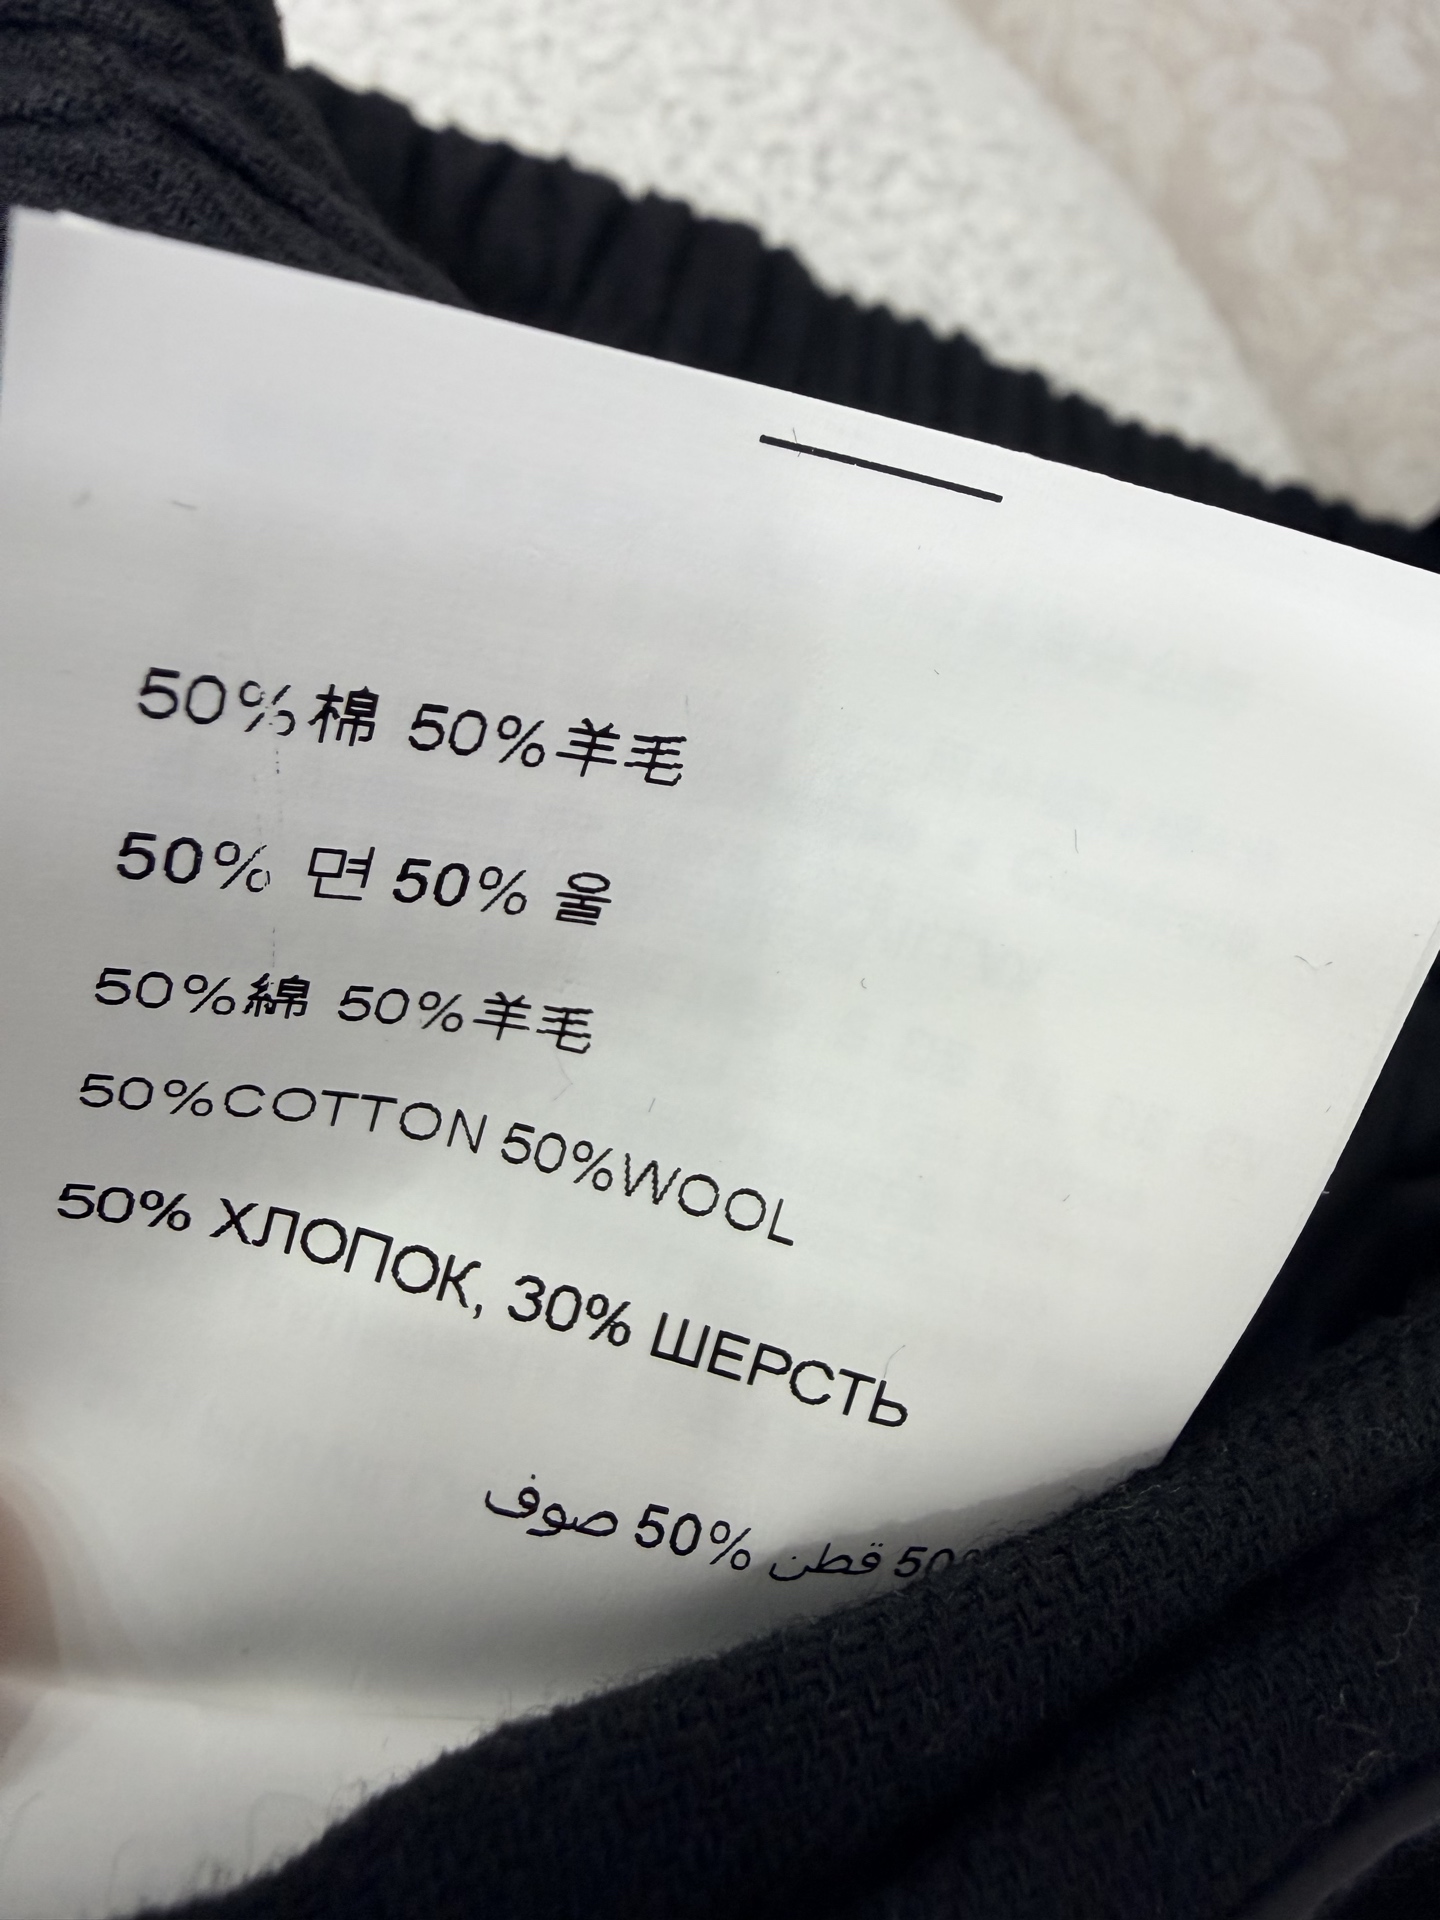 50%棉 50%羊毛
50% 면 50% 울
50%綿 50%羊毛
50%COTTON 50%WOOL
50% ХЛОПОК, 30% ШЕРСТЬ
50% قطن 50% صوف